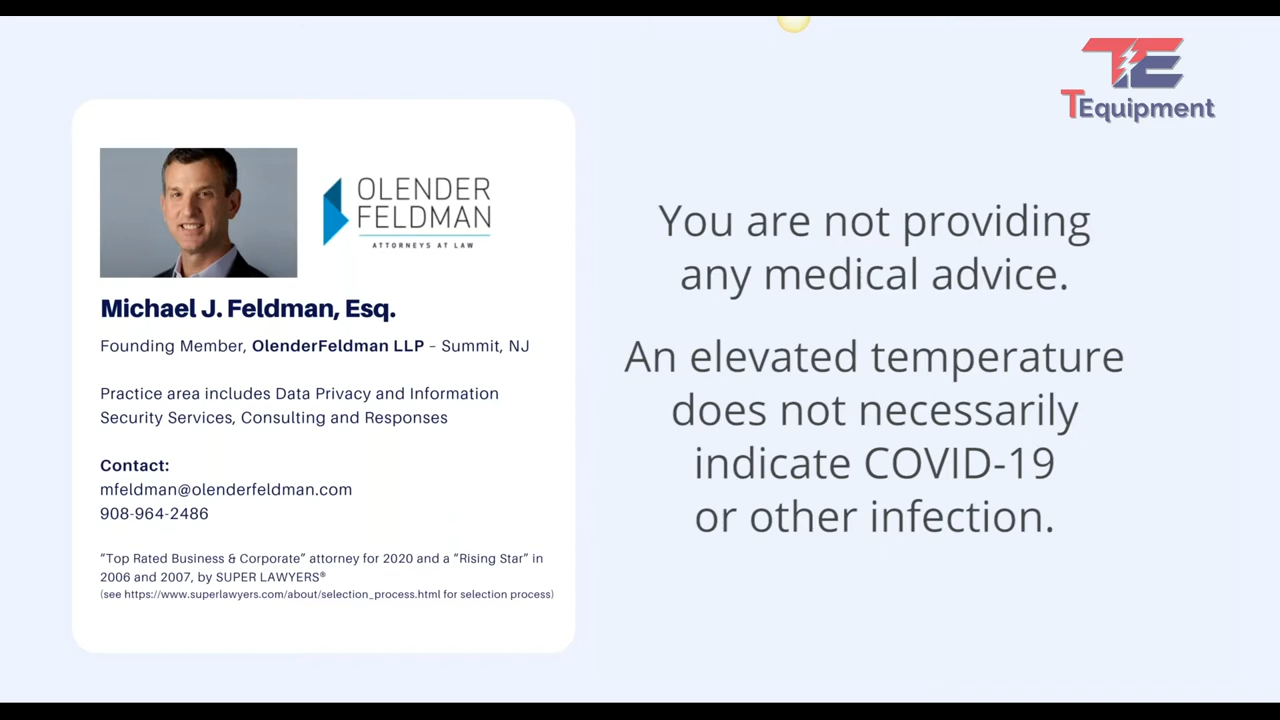 TE
TEquipment
OLENDER
FELDMAN
ATTORNEYS AT LAW
Michael J. Feldman, Esq.
Founding Member, OlenderFeldman LLP – Summit, NJ
Practice area includes Data Privacy and Information
Security Services, Consulting and Responses
Contact:
mfeldman@olenderfeldman.com
908-964-2486
“Top Rated Business & Corporate” attorney for 2020 and a “Rising Star” in
2006 and 2007, by SUPER LAWYERS®
(see https://www.superlawyers.com/about/selection_process.html for selection process)
You are not providing
any medical advice.
An elevated temperature
does not necessarily
indicate COVID-19
or other infection.